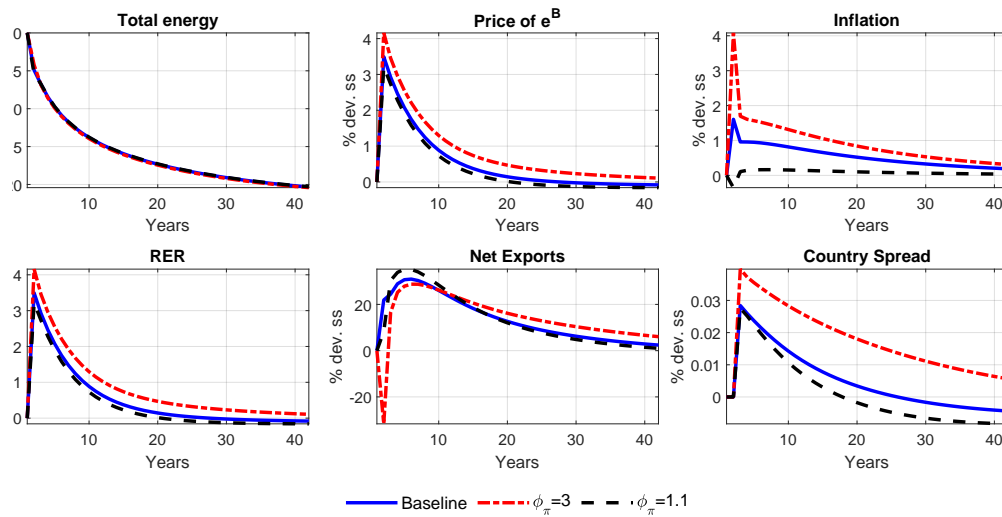 Total energy
0
5
0
5
:0
10 20 30 40
Years
Price of e^B
% dev. ss
4
3
2
1
0
10 20 30 40
Years
Inflation
% dev. ss
4
3
2
1
0
10 20 30 40
Years
RER
4
3
2
1
0
10 20 30 40
Years
Net Exports
% dev. ss
20
0
-20
10 20 30 40
Years
Country Spread
% dev. ss
0.03
0.02
0.01
0
10 20 30 40
Years
Baseline ϕ_π=3 ϕ_π=1.1